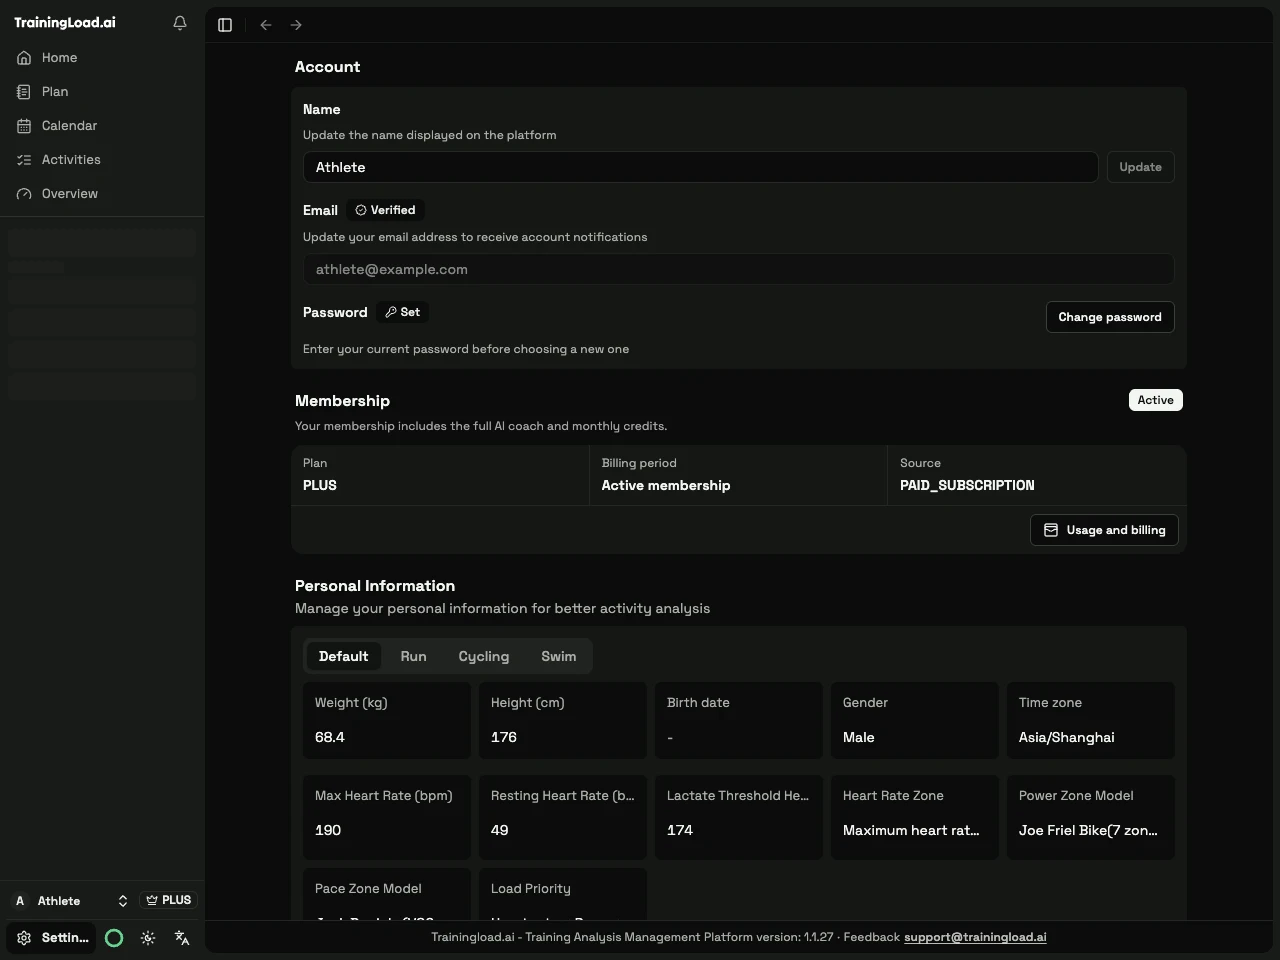 TrainingLoad.ai
Home
Plan
Calendar
Activities
Overview
A Athlete PLUS
Settin...
Account
Name
Update the name displayed on the platform
Athlete
Update
Email Verified
Update your email address to receive account notifications
athlete@example.com
Password Set
Change password
Enter your current password before choosing a new one
Membership
Active
Your membership includes the full AI coach and monthly credits.
Plan
PLUS
Billing period
Active membership
Source
PAID_SUBSCRIPTION
Usage and billing
Personal Information
Manage your personal information for better activity analysis
Default Run Cycling Swim
Weight (kg)
68.4
Height (cm)
176
Birth date
-
Gender
Male
Time zone
Asia/Shanghai
Max Heart Rate (bpm)
190
Resting Heart Rate (b...
49
Lactate Threshold He...
174
Heart Rate Zone
Maximum heart rat...
Power Zone Model
Joe Friel Bike(7 zon...
Pace Zone Model
Load Priority
Trainingload.ai - Training Analysis Management Platform version: 1.1.27 · Feedback support@trainingload.ai